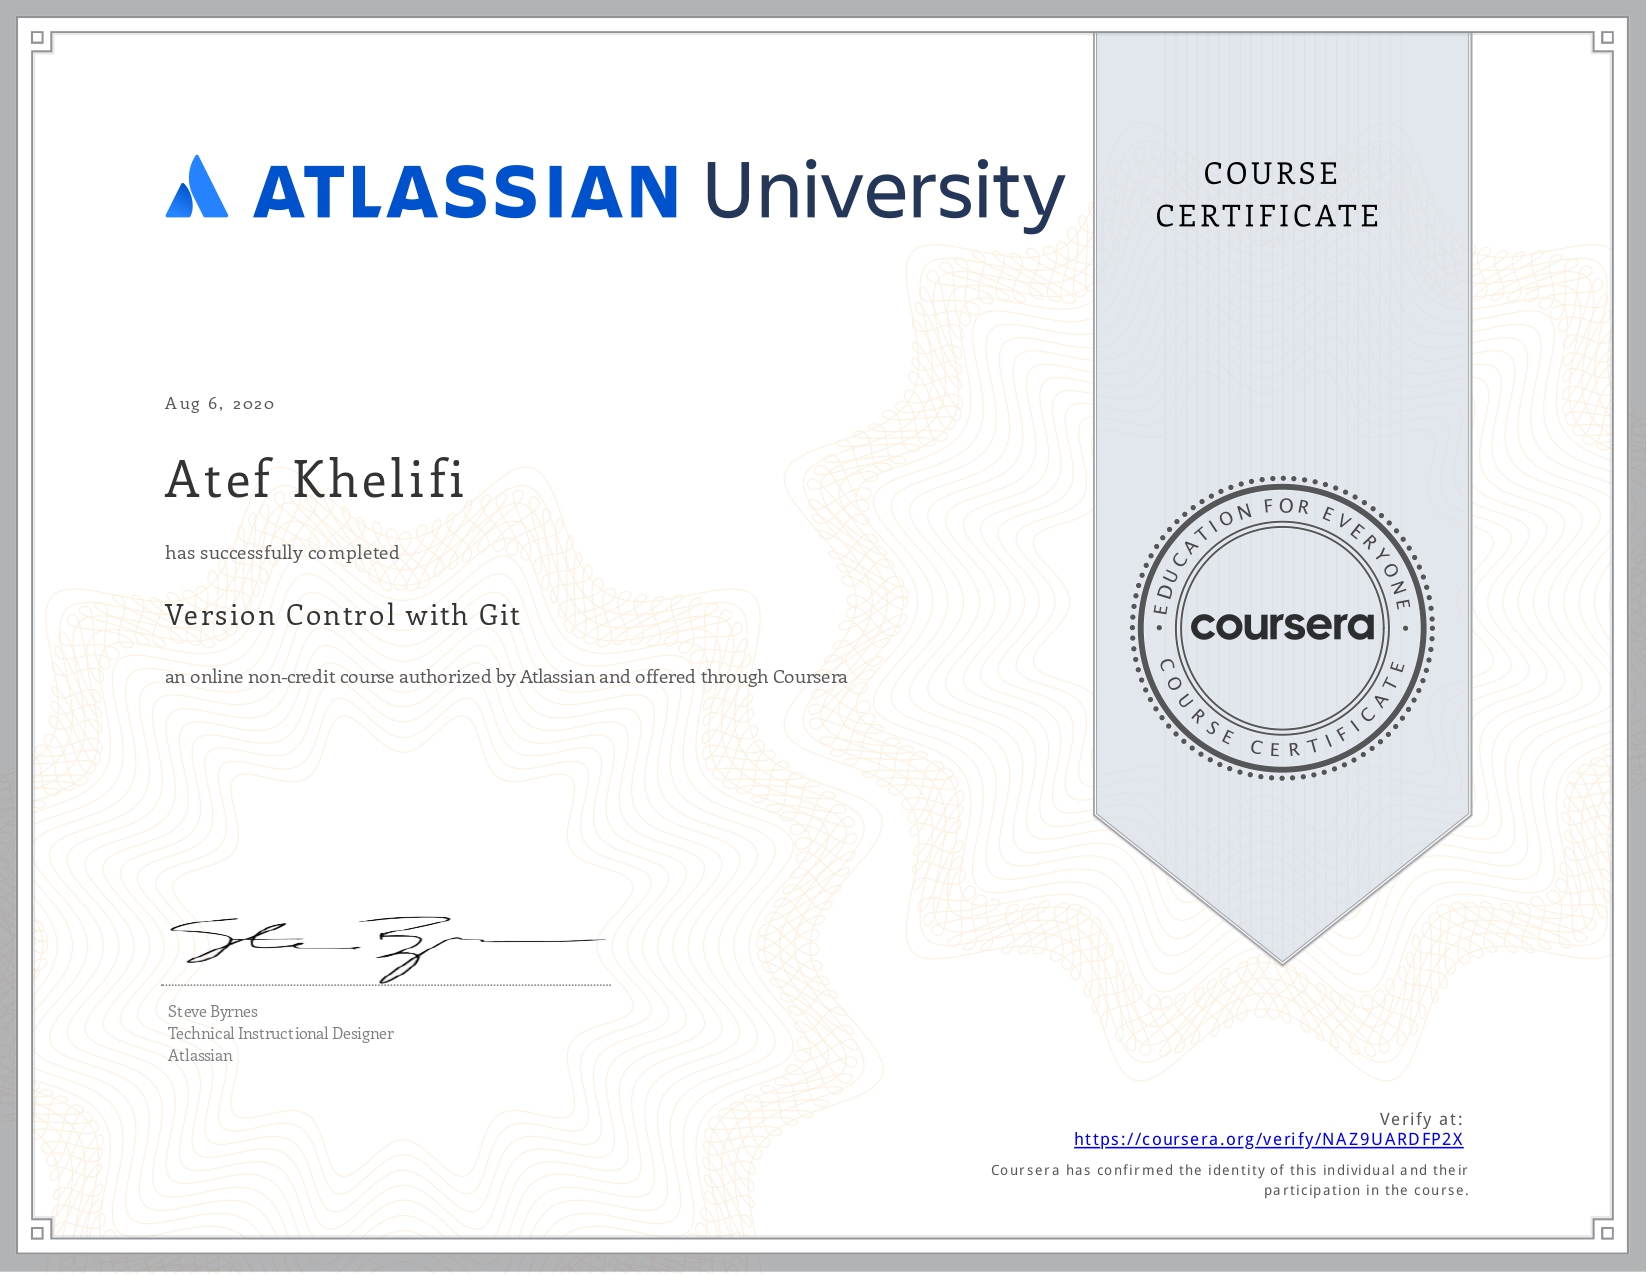 ATLASSIAN University
COURSE
CERTIFICATE
Aug 6, 2020
Atef Khelifi
has successfully completed
Version Control with Git
an online non-credit course authorized by Atlassian and offered through Coursera
EDUCATION FOR EVERYONE
coursera
COURSE CERTIFICATE
Steve Byrnes
Technical Instructional Designer
Atlassian
Verify at:
https://coursera.org/verify/NAZ9UARDFP2X
Coursera has confirmed the identity of this individual and their
participation in the course.